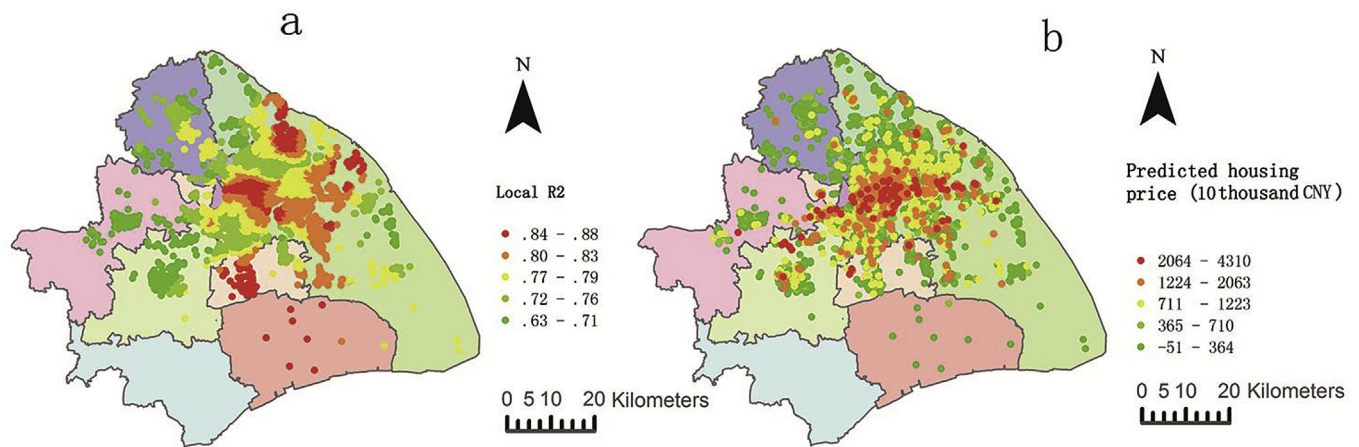 a
N
Local R2
.84 - .88
.80 - .83
.77 - .79
.72 - .76
.63 - .71
0 5 10 20 Kilometers
b
N
Predicted housing
price (10 thousand CNY)
2064 - 4310
1224 - 2063
711 - 1223
365 - 710
-51 - 364
0 5 10 20 Kilometers